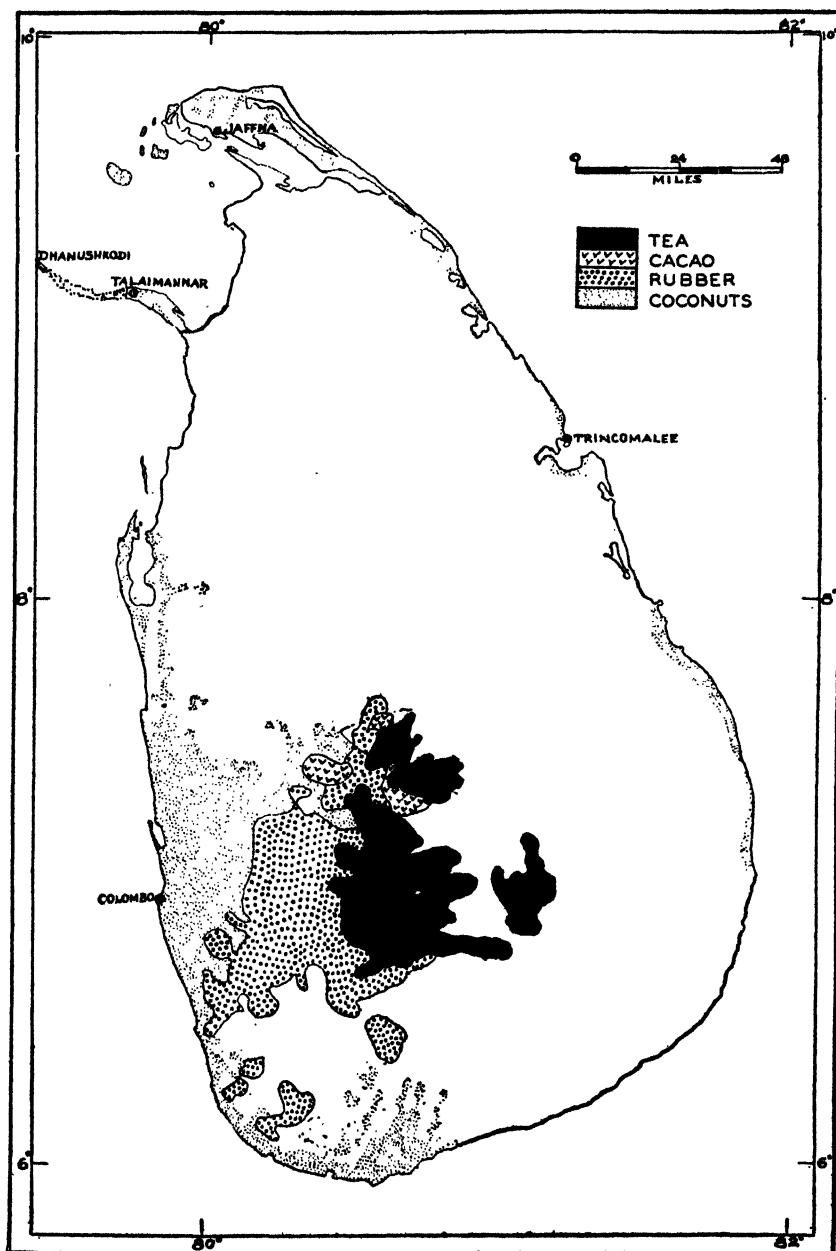 80° 82°
10° 10°
JAFFNA
0 24 48
MILES
DHANUSHKODI
TALAIMANNAR
TEA
CACAO
RUBBER
COCONUTS
TRINCOMALEE
8° 8°
COLOMBO
6° 6°
80° 82°